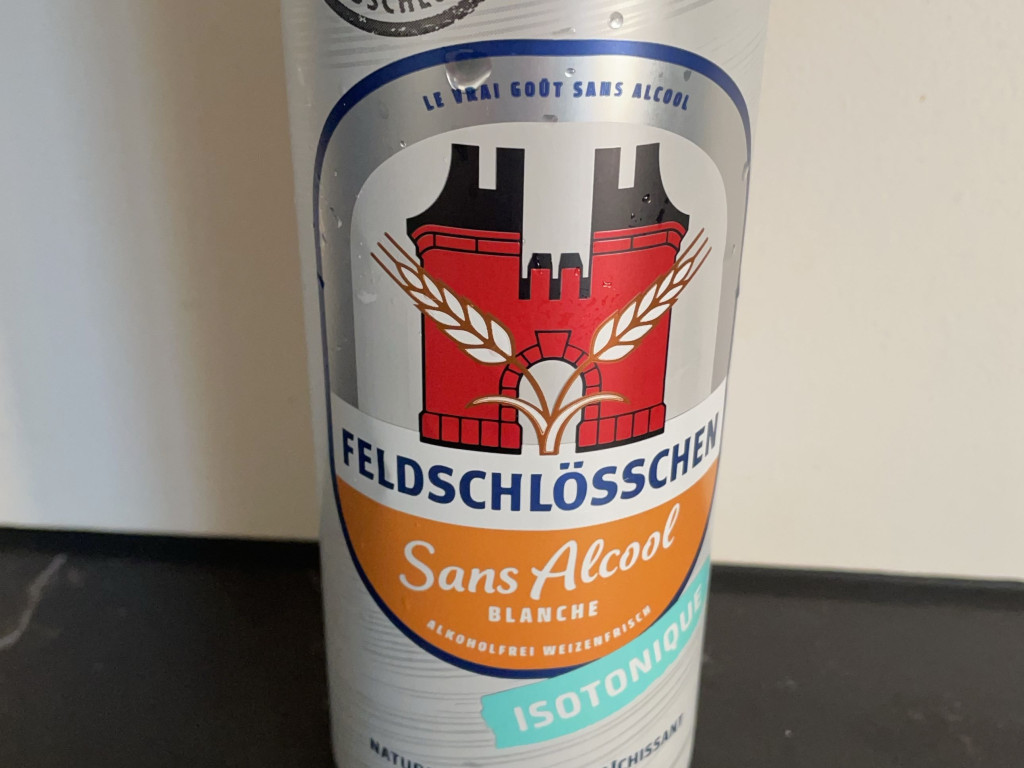 LE VRAI GOÛT SANS ALCOOL
FELDSCHLÖSSCHEN
Sans Alcool
BLANCHE
ALKOHOLFREI WEIZENFRISCH
ISOTONIQUE